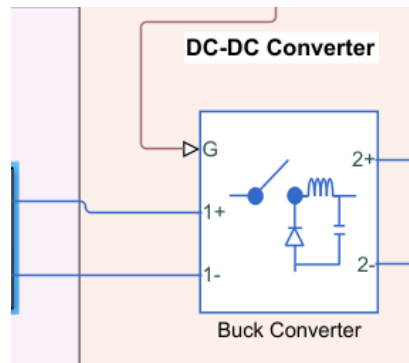 DC-DC Converter
G
2+
1+
1-
2-
Buck Converter